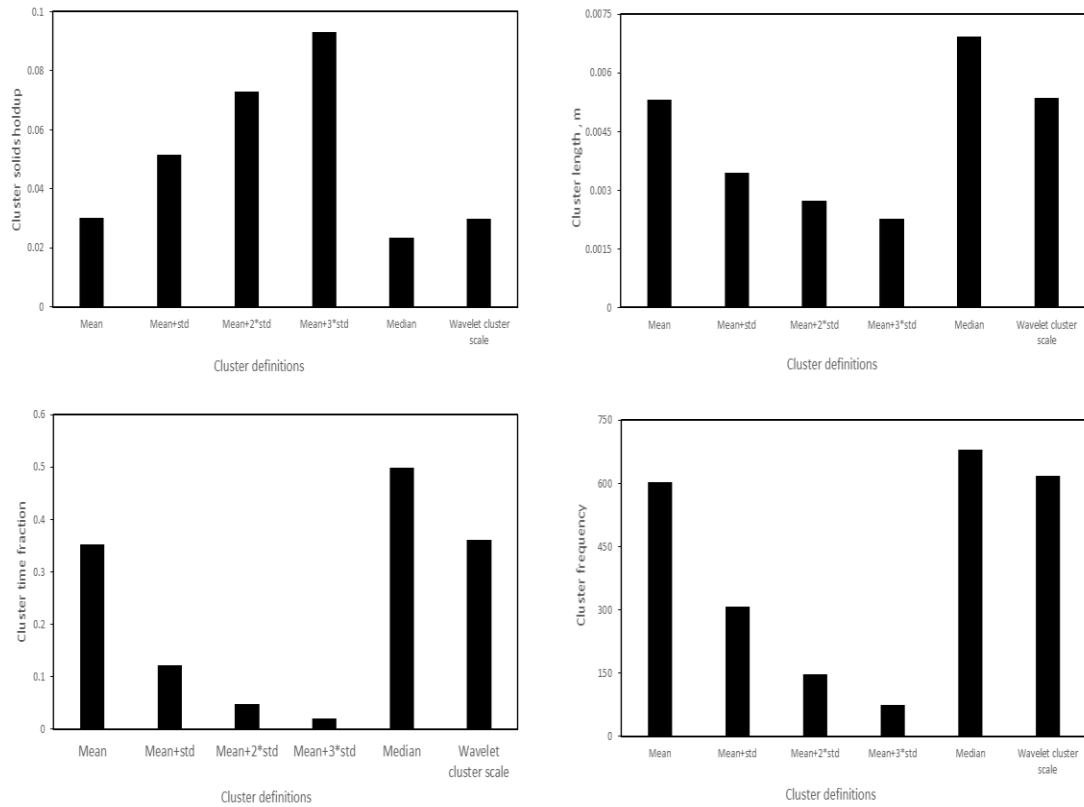 Cluster solids holdup
0.1
0.08
0.06
0.04
0.02
0
Mean Mean+std Mean+2*std Mean+3*std Median Wavelet cluster
scale
Cluster definitions
Cluster length , m
0.0075
0.006
0.0045
0.003
0.0015
0
Mean Mean+std Mean+2*std Mean+3*std Median Wavelet cluster
scale
Cluster definitions
Cluster time fraction
0.6
0.5
0.4
0.3
0.2
0.1
0
Mean Mean+std Mean+2*std Mean+3*std Median Wavelet
cluster scale
Cluster definitions
Cluster frequency
750
600
450
300
150
0
Mean Mean+std Mean+2*std Mean+3*std Median Wavelet cluster
scale
Cluster definitions